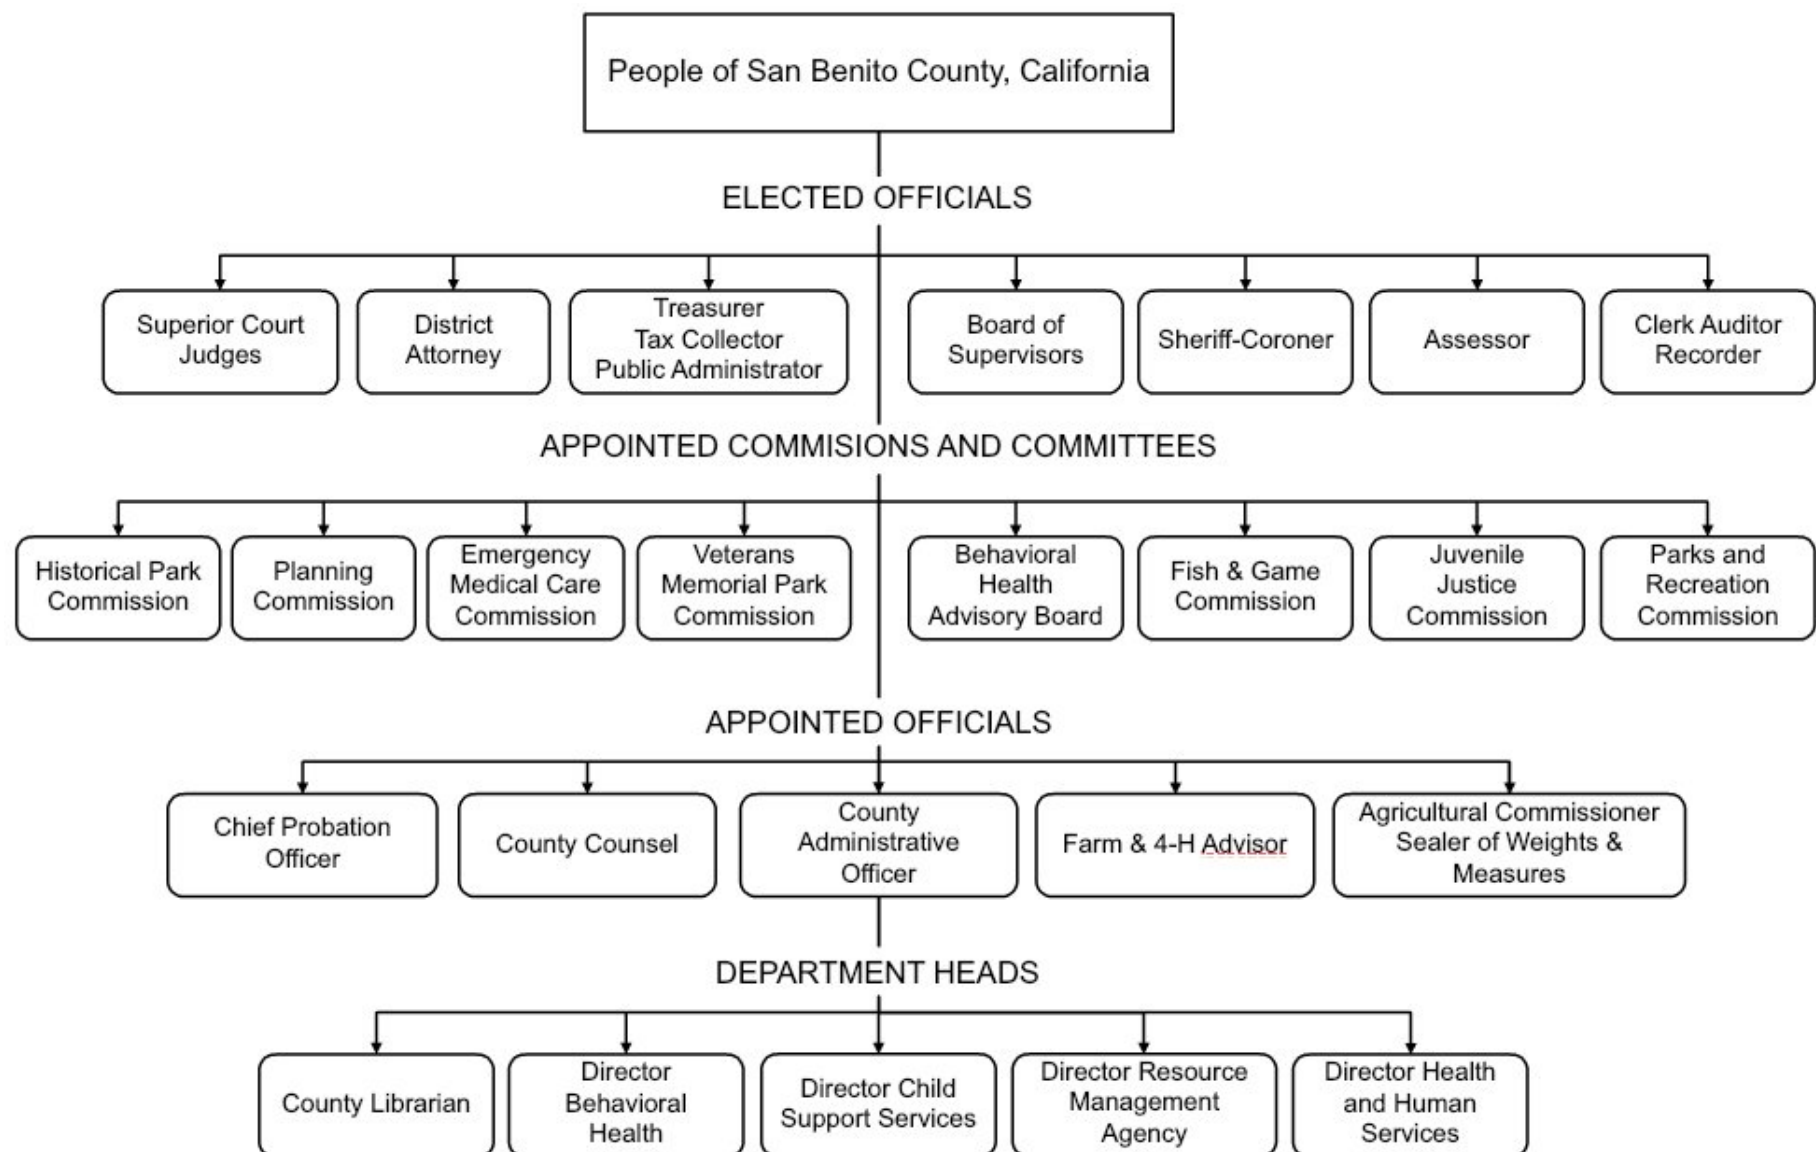 People of San Benito County, California
ELECTED OFFICIALS
Superior Court
Judges
District
Attorney
Treasurer
Tax Collector
Public Administrator
Board of
Supervisors
Sheriff-Coroner
Assessor
Clerk Auditor
Recorder
APPOINTED COMMISIONS AND COMMITTEES
Historical Park
Commission
Planning
Commission
Emergency
Medical Care
Commission
Veterans
Memorial Park
Commission
Behavioral
Health
Advisory Board
Fish & Game
Commission
Juvenile
Justice
Commission
Parks and
Recreation
Commission
APPOINTED OFFICIALS
Chief Probation
Officer
County Counsel
County
Administrative
Officer
Farm & 4-H Advisor
Agricultural Commissioner
Sealer of Weights &
Measures
DEPARTMENT HEADS
County Librarian
Director
Behavioral
Health
Director Child
Support Services
Director Resource
Management
Agency
Director Health
and Human
Services